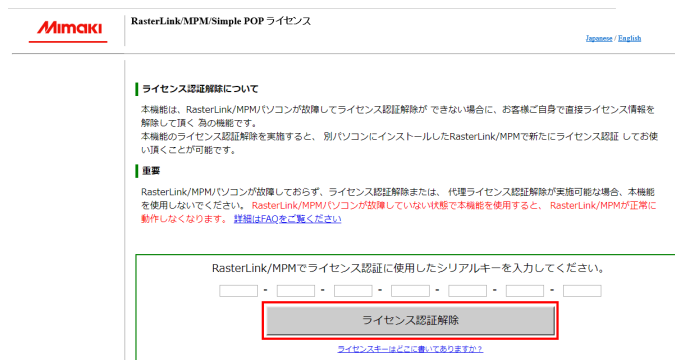 Mimaki
RasterLink/MPM/Simple POP ライセンス
Japanese / English
ライセンス認証解除について
本機能は、RasterLink/MPMパソコンが故障してライセンス認証解除が できない場合に、お客様ご自身で直接ライセンス情報を
解除して頂く 為の機能です。
本機能のライセンス認証解除を実施すると、 別パソコンにインストールしたRasterLink/MPMで新たにライセンス認証 してお使
い頂くことが可能です。
重要
RasterLink/MPMパソコンが故障しておらず、ライセンス認証解除または、 代理ライセンス認証解除が実施可能な場合、本機能
を使用しないでください。 RasterLink/MPMパソコンが故障していない状態で本機能を使用すると、 RasterLink/MPMが正常に
動作しなくなります。 詳細はFAQをご覧ください
RasterLink/MPMでライセンス認証に使用したシリアルキーを入力してください。
- - - - - -
ライセンス認証解除
ライセンスキーはどこに書いてありますか？